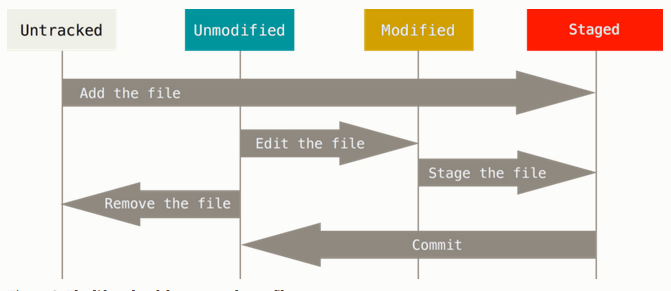 Untracked
Unmodified
Modified
Staged
Add the file
Edit the file
Stage the file
Remove the file
Commit